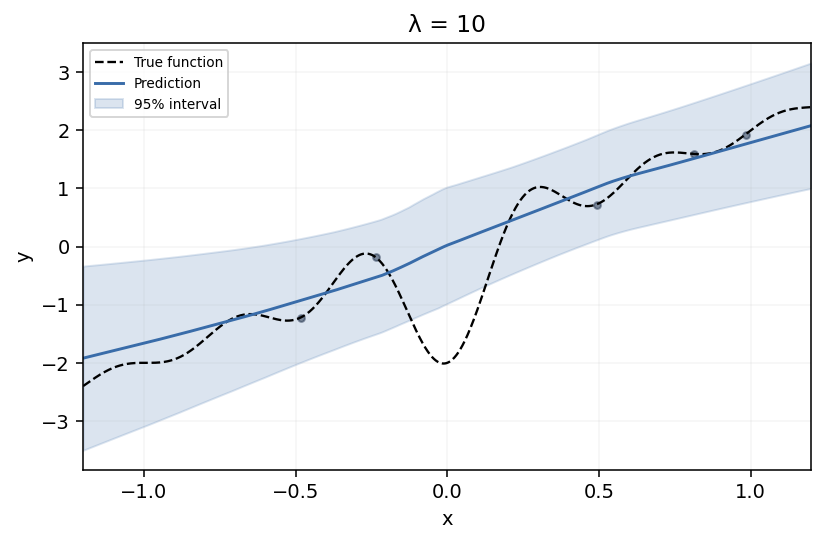 λ = 10
True function
Prediction
95% interval
3
2
1
0
−1
−2
−3
y
−1.0 −0.5 0.0 0.5 1.0
x